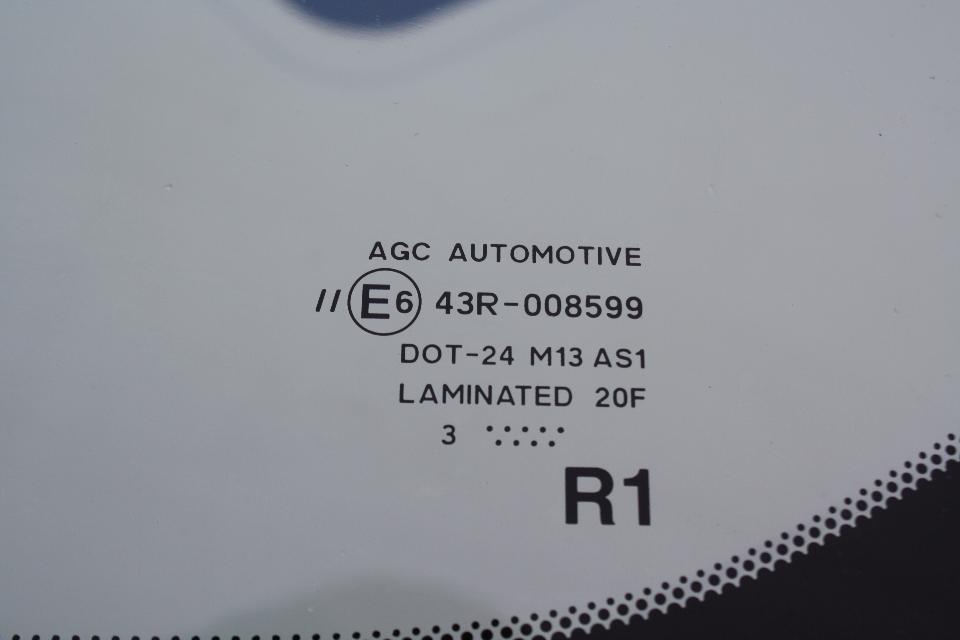 AGC AUTOMOTIVE
// E6 43R-008599
DOT-24 M13 AS1
LAMINATED 20F
3
R1